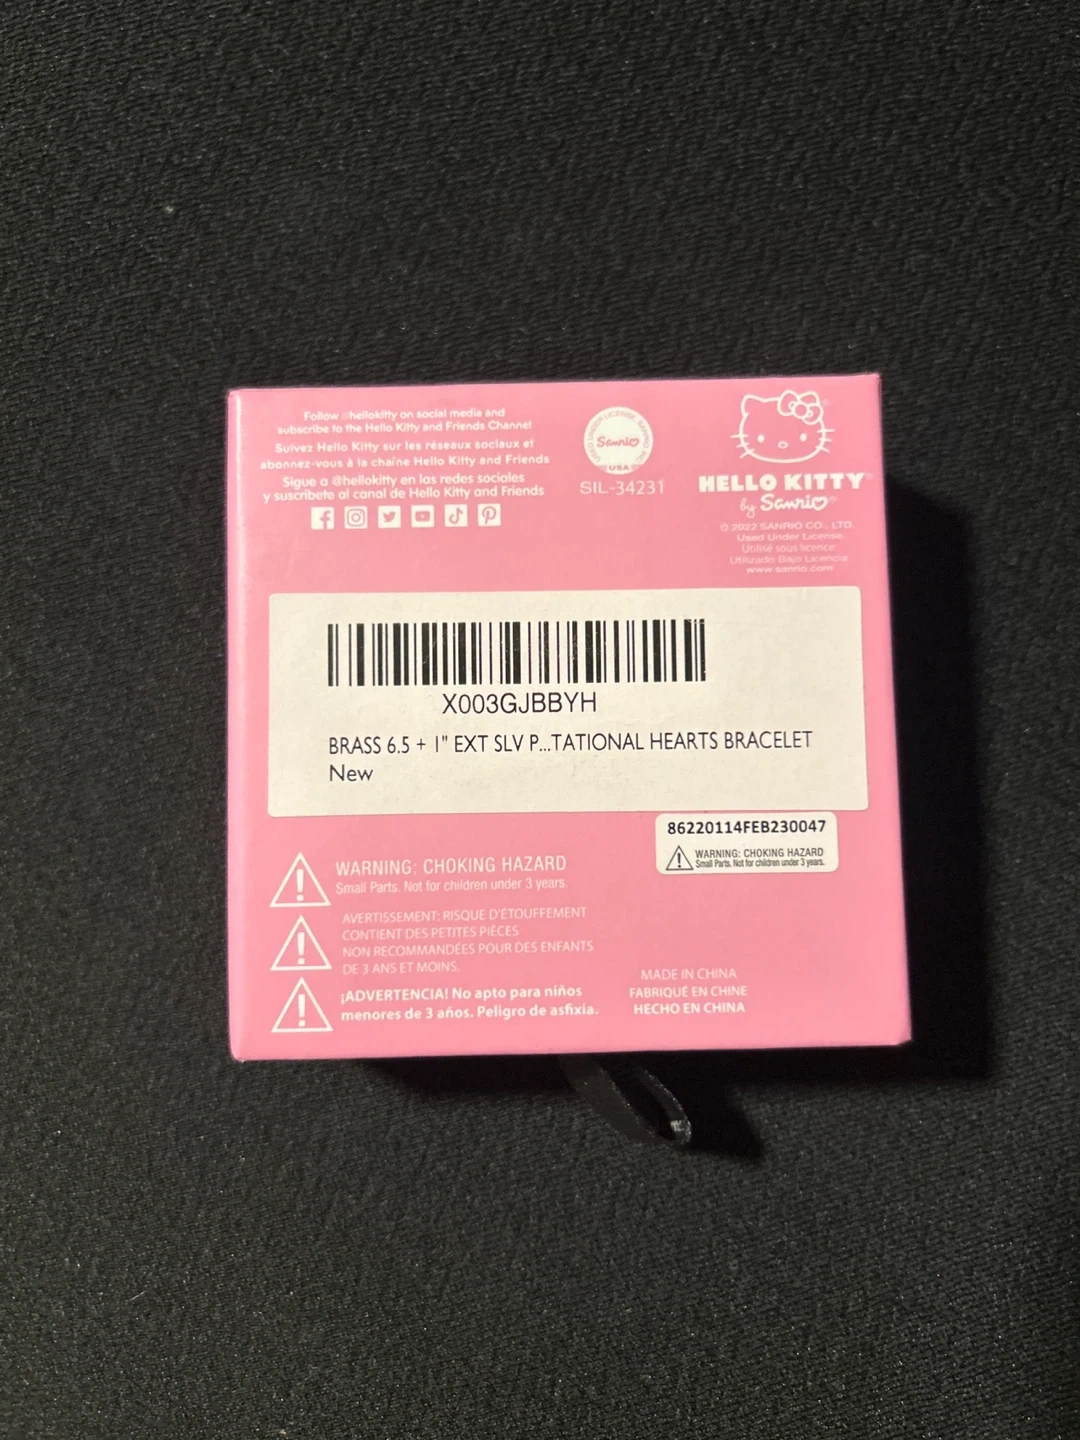 Follow @hellokitty on social media and
subscribe to the Hello Kitty and Friends Channel
Suivez Hello Kitty sur les réseaux sociaux et
abonnez-vous à la chaîne Hello Kitty and Friends
Sigue a @hellokitty en las redes sociales
y suscribete al canal de Hello Kitty and Friends
USED UNDER LICENSE, SANRIO, INC.
Sanrio
USA
SIL-34231
HELLO KITTY®
by Sanrio®
© 2022 SANRIO CO., LTD.
Used Under License.
Utilisé sous licence.
Utilizado Bajo Licencia.
www.sanrio.com
X003GJBBYH
BRASS 6.5 + 1" EXT SLV P...TATIONAL HEARTS BRACELET
New
86220114FEB230047
WARNING: CHOKING HAZARD
Small Parts. Not for children under 3 years.
WARNING: CHOKING HAZARD
Small Parts. Not for children under 3 years.
AVERTISSEMENT: RISQUE D'ÉTOUFFEMENT
CONTIENT DES PETITES PIÈCES
NON RECOMMANDÉES POUR DES ENFANTS
DE 3 ANS ET MOINS.
¡ADVERTENCIA! No apto para niños
menores de 3 años. Peligro de asfixia.
MADE IN CHINA
FABRIQUÉ EN CHINE
HECHO EN CHINA